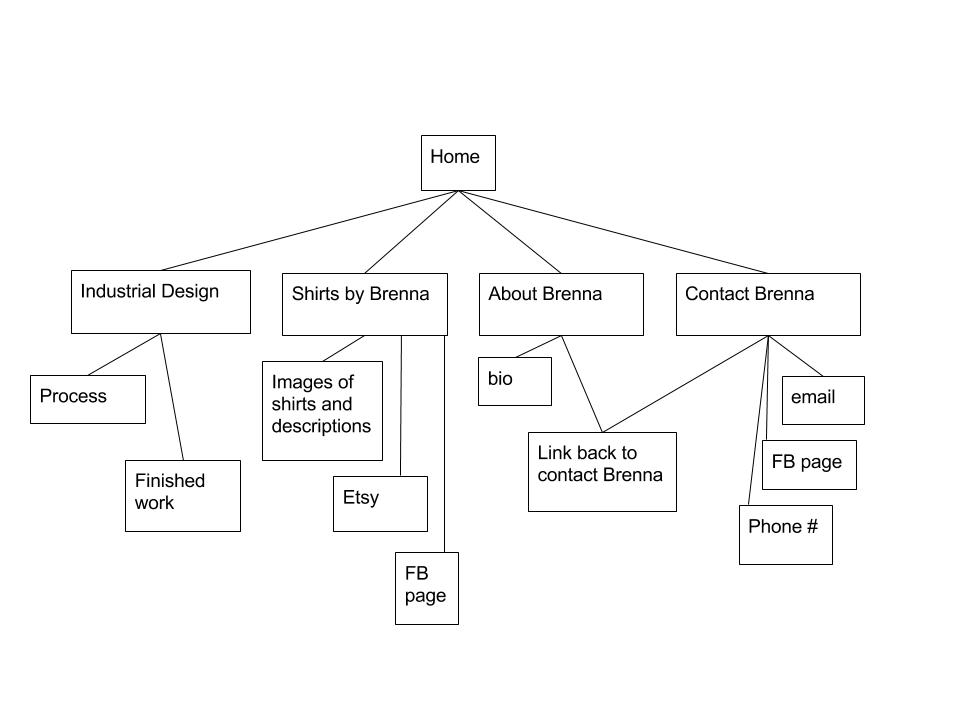 Home
Industrial Design
Shirts by Brenna
About Brenna
Contact Brenna
Process
Finished
work
Images of
shirts and
descriptions
Etsy
FB
page
bio
Link back to
contact Brenna
email
FB page
Phone #